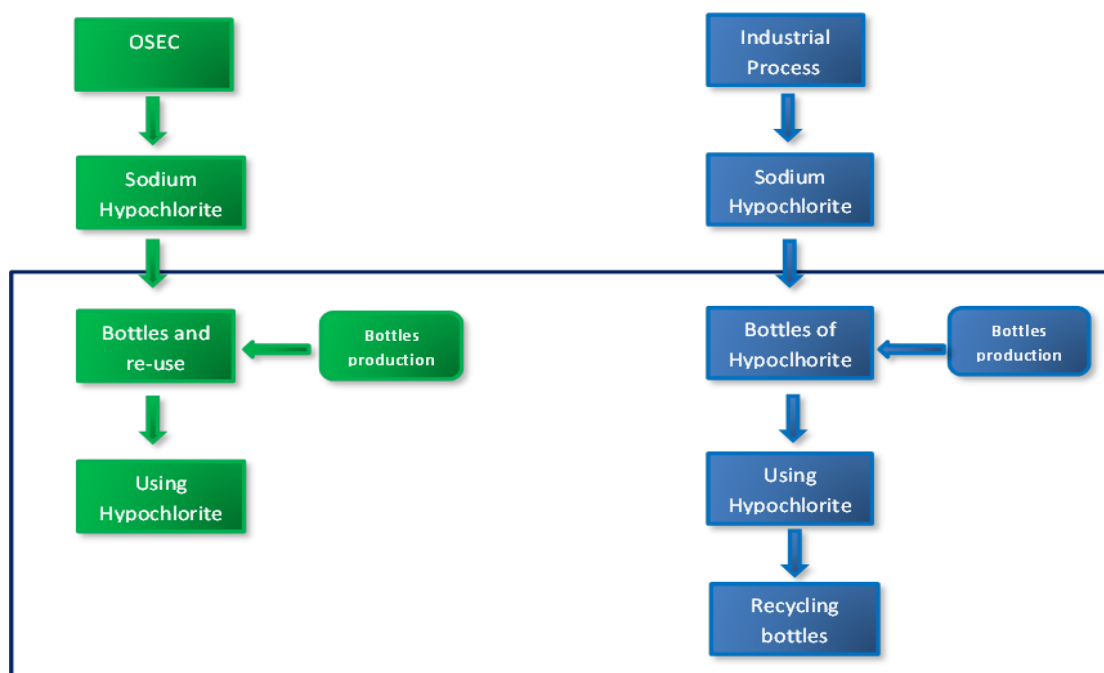 OSEC
Industrial
Process
Sodium
Hypochlorite
Sodium
Hypochlorite
Bottles and
re-use
Bottles
production
Bottles of
Hypoclhorite
Bottles
production
Using
Hypochlorite
Using
Hypochlorite
Recycling
bottles